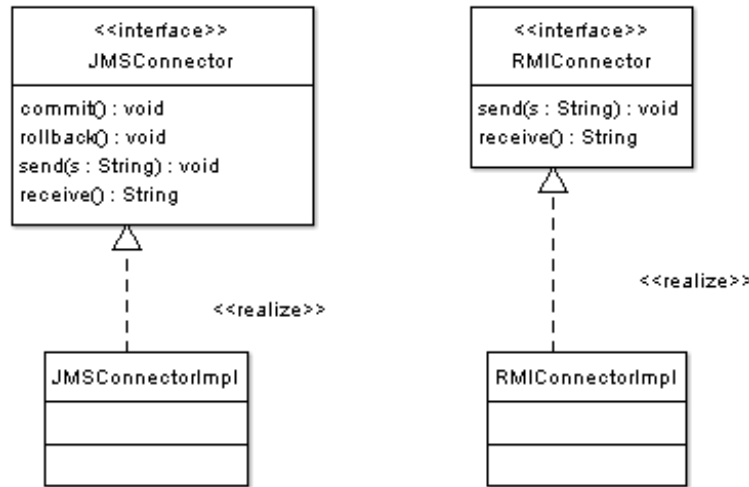 <<interface>>
JMSConnector
commit() : void
rollback() : void
send(s : String) : void
receive() : String
<<realize>>
JMSConnectorImpl
<<interface>>
RMIConnector
send(s : String) : void
receive() : String
<<realize>>
RMIConnectorImpl